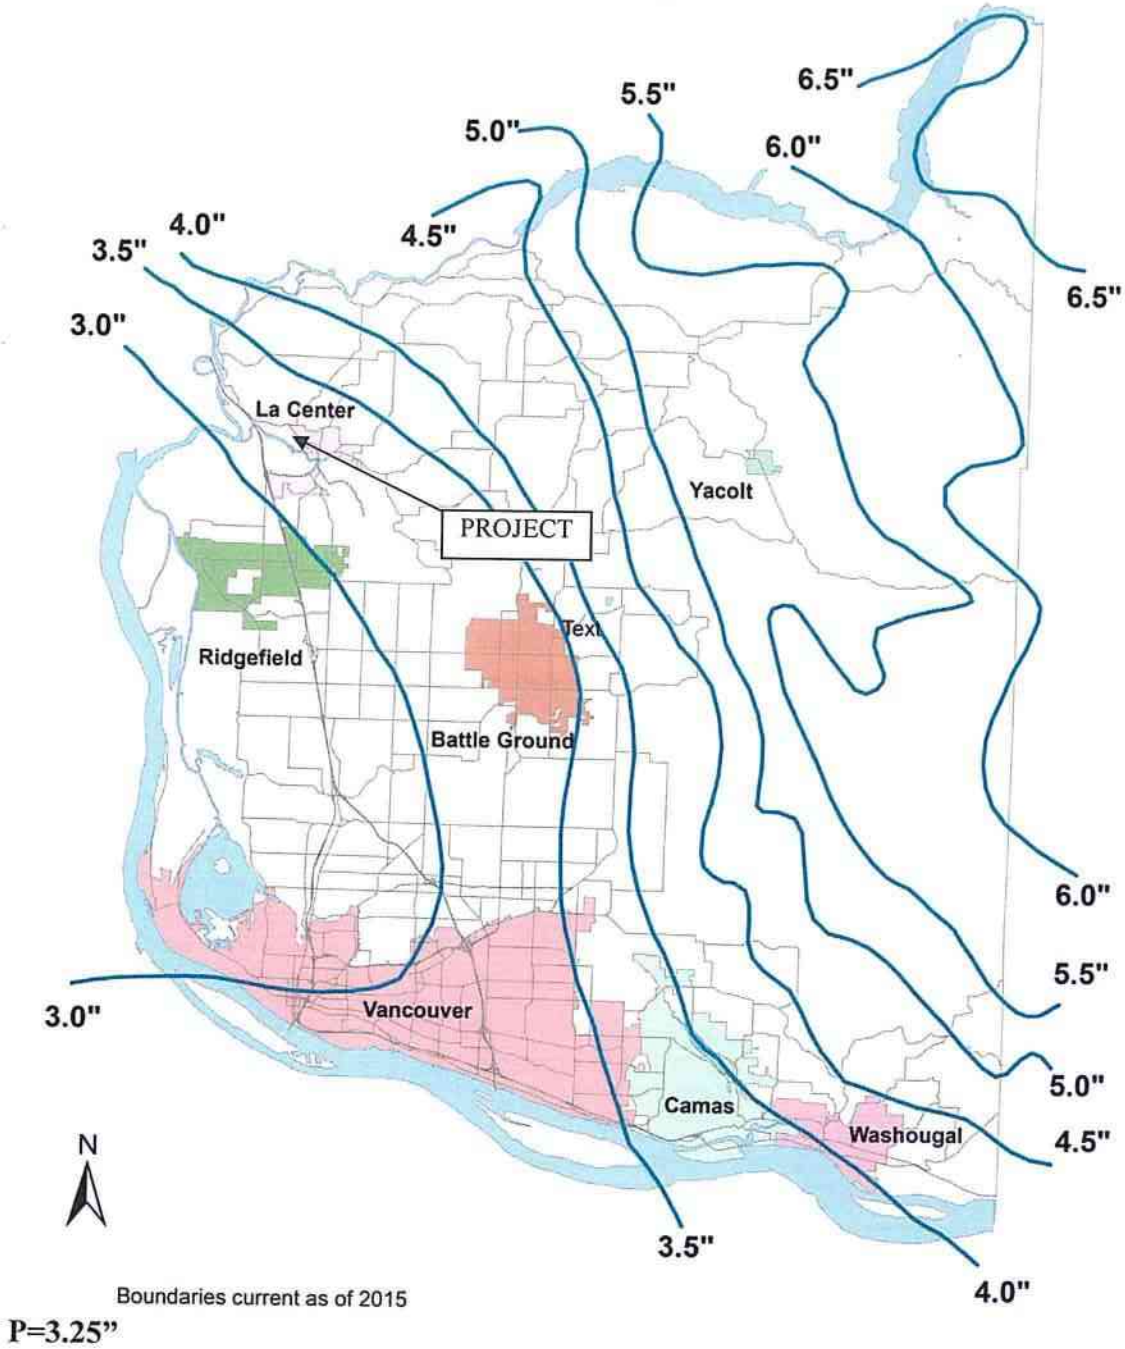 6.5"
5.5"
5.0"
6.0"
4.0"
4.5"
3.5"
6.5"
3.0"
La Center
Yacolt
PROJECT
Text
Ridgefield
Battle Ground
6.0"
5.5"
3.0"
Vancouver
5.0"
Camas
Washougal
4.5"
N
3.5"
4.0"
Boundaries current as of 2015
P=3.25”